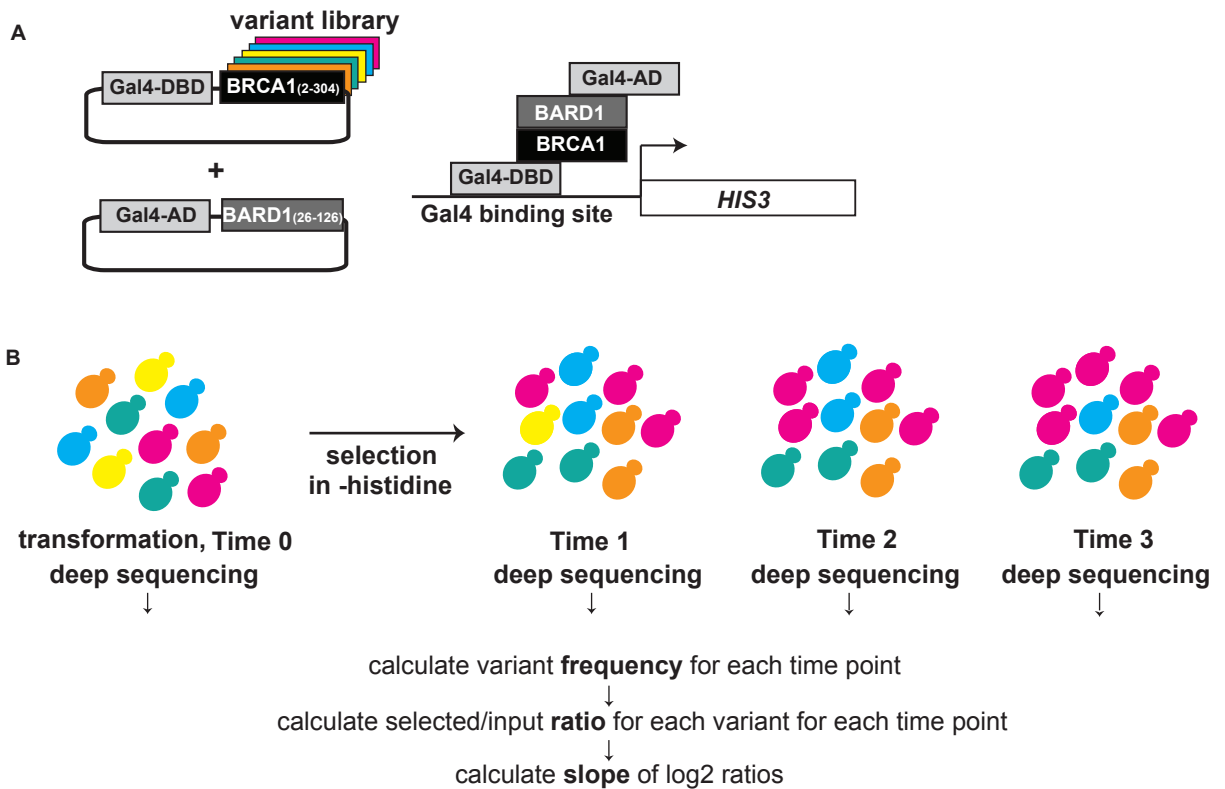 A
variant library
Gal4-DBD
BRCA1(2-304)
+
Gal4-AD
BARD1(26-126)
Gal4-AD
BARD1
BRCA1
Gal4-DBD
Gal4 binding site
HIS3
B
selection
in -histidine
transformation, Time 0
deep sequencing
Time 1
deep sequencing
Time 2
deep sequencing
Time 3
deep sequencing
calculate variant frequency for each time point
calculate selected/input ratio for each variant for each time point
calculate slope of log2 ratios